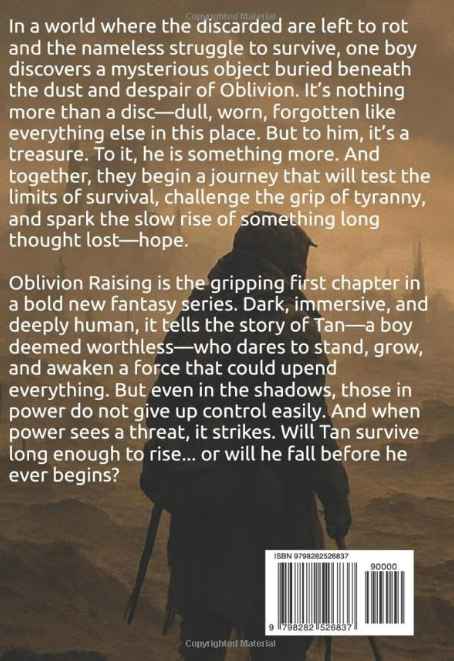 Copyrighted Material
In a world where the discarded are left to rot
and the nameless struggle to survive, one boy
discovers a mysterious object buried beneath
the dust and despair of Oblivion. It’s nothing
more than a disc—dull, worn, forgotten like
everything else in this place. But to him, it’s a
treasure. To it, he is something more. And
together, they begin a journey that will test the
limits of survival, challenge the grip of tyranny,
and spark the slow rise of something long
thought lost—hope.
Oblivion Raising is the gripping first chapter in
a bold new fantasy series. Dark, immersive, and
deeply human, it tells the story of Tan—a boy
deemed worthless—who dares to stand, grow,
and awaken a force that could upend
everything. But even in the shadows, those in
power do not give up control easily. And when
power sees a threat, it strikes. Will Tan survive
long enough to rise... or will he fall before he
ever begins?
ISBN 9798282526837
90000
9 798282 526837
Copyrighted Material